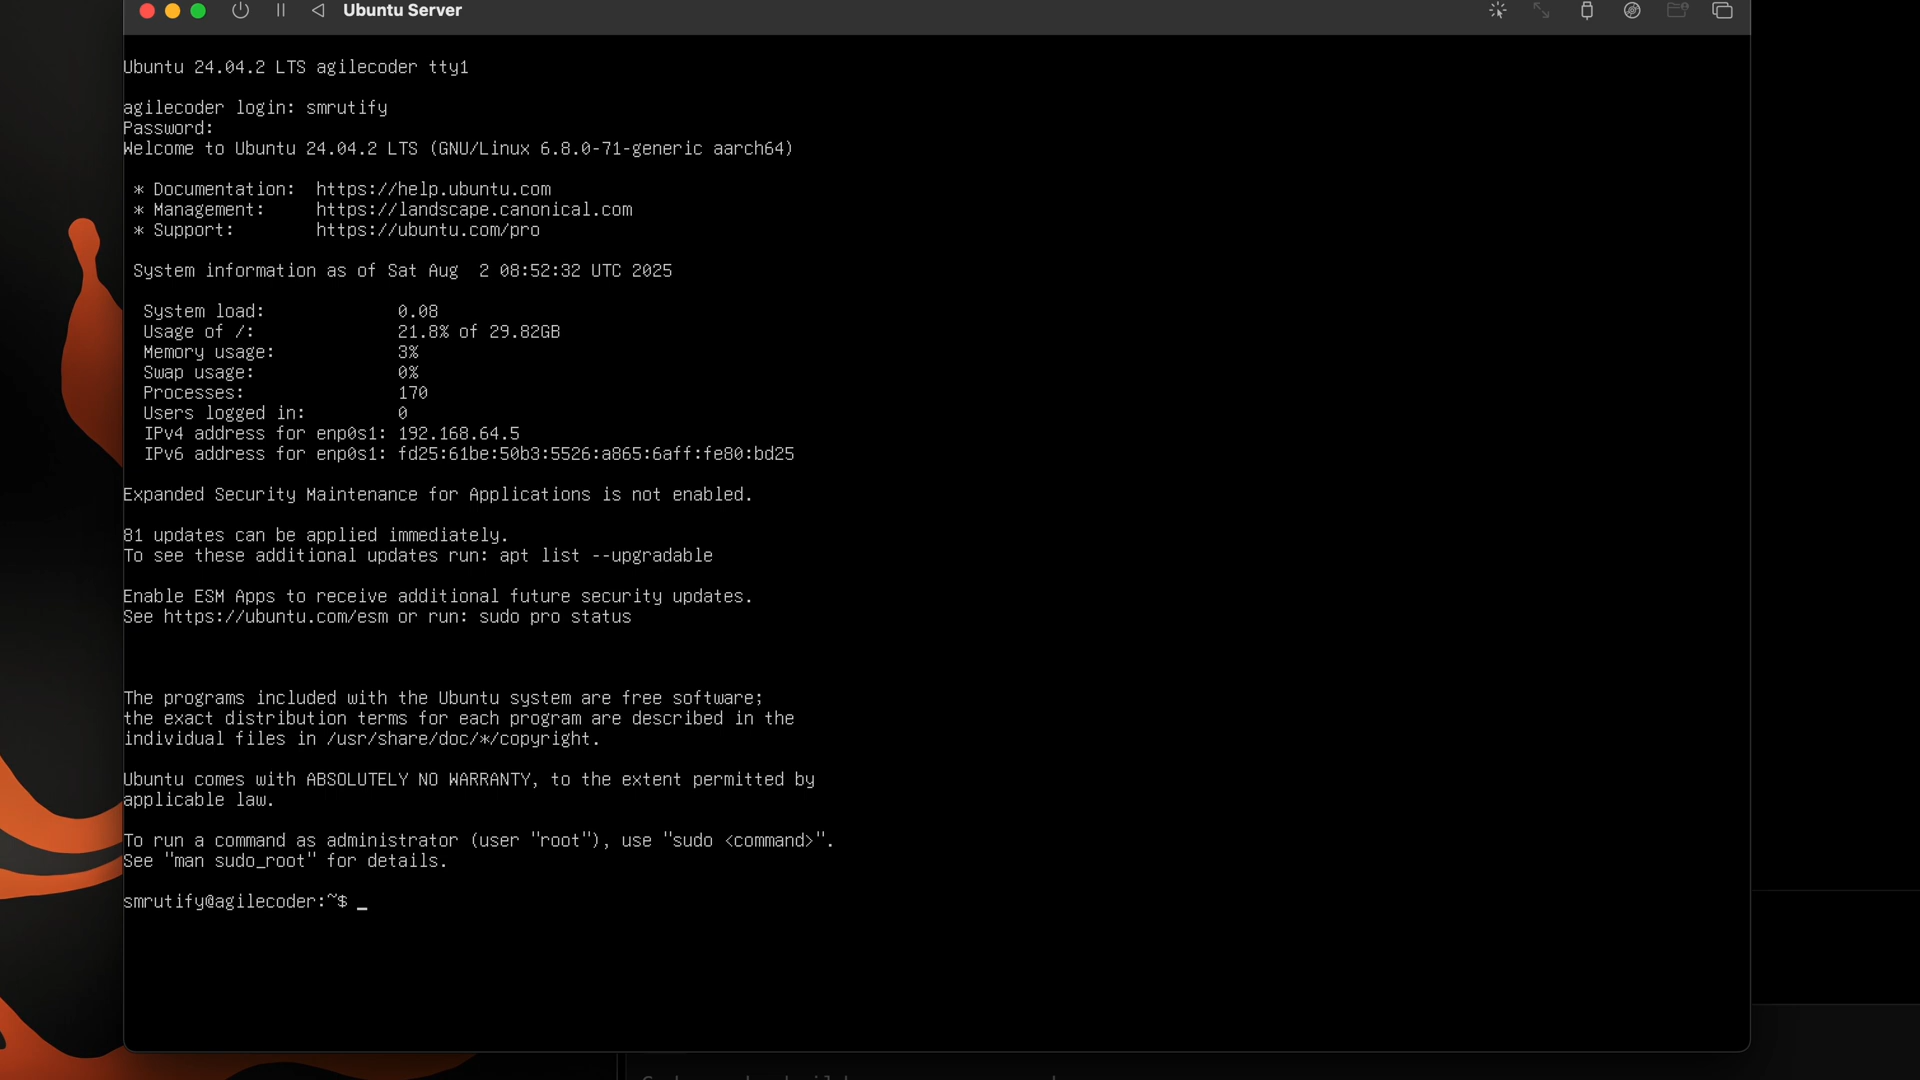 Ubuntu Server
Ubuntu 24.04.2 LTS agilecoder tty1
agilecoder login: smrutify
Password:
Welcome to Ubuntu 24.04.2 LTS (GNU/Linux 6.8.0-71-generic aarch64)
* Documentation:  https://help.ubuntu.com
* Management:     https://landscape.canonical.com
* Support:        https://ubuntu.com/pro
System information as of Sat Aug  2 08:52:32 UTC 2025
System load:             0.08
Usage of /:              21.8% of 29.82GB
Memory usage:            3%
Swap usage:              0%
Processes:               170
Users logged in:         0
IPv4 address for enp0s1: 192.168.64.5
IPv6 address for enp0s1: fd25:61be:50b3:5526:a865:6aff:fe80:bd25
Expanded Security Maintenance for Applications is not enabled.
81 updates can be applied immediately.
To see these additional updates run: apt list --upgradable
Enable ESM Apps to receive additional future security updates.
See https://ubuntu.com/esm or run: sudo pro status
The programs included with the Ubuntu system are free software;
the exact distribution terms for each program are described in the
individual files in /usr/share/doc/*/copyright.
Ubuntu comes with ABSOLUTELY NO WARRANTY, to the extent permitted by
applicable law.
To run a command as administrator (user "root"), use "sudo <command>".
See "man sudo_root" for details.
smrutify@agilecoder:~$ _